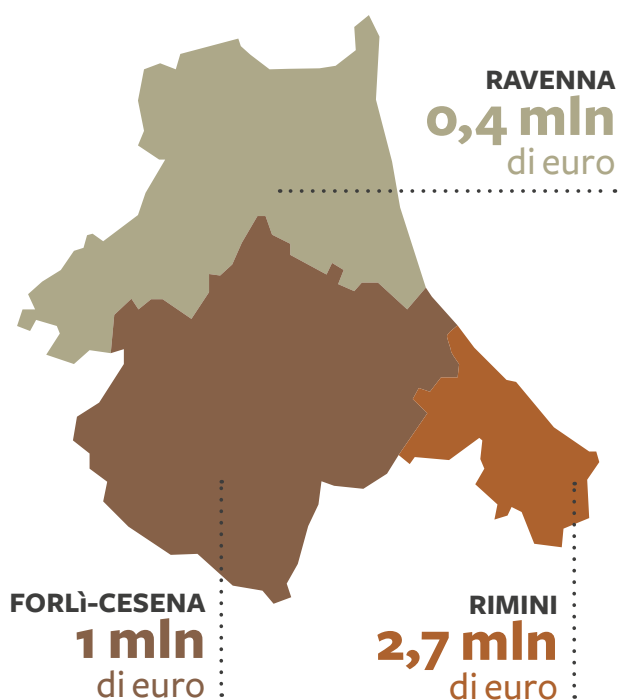 RAVENNA
0,4 mln
di euro
FORLì-CESENA
1 mln
di euro
RIMINI
2,7 mln
di euro